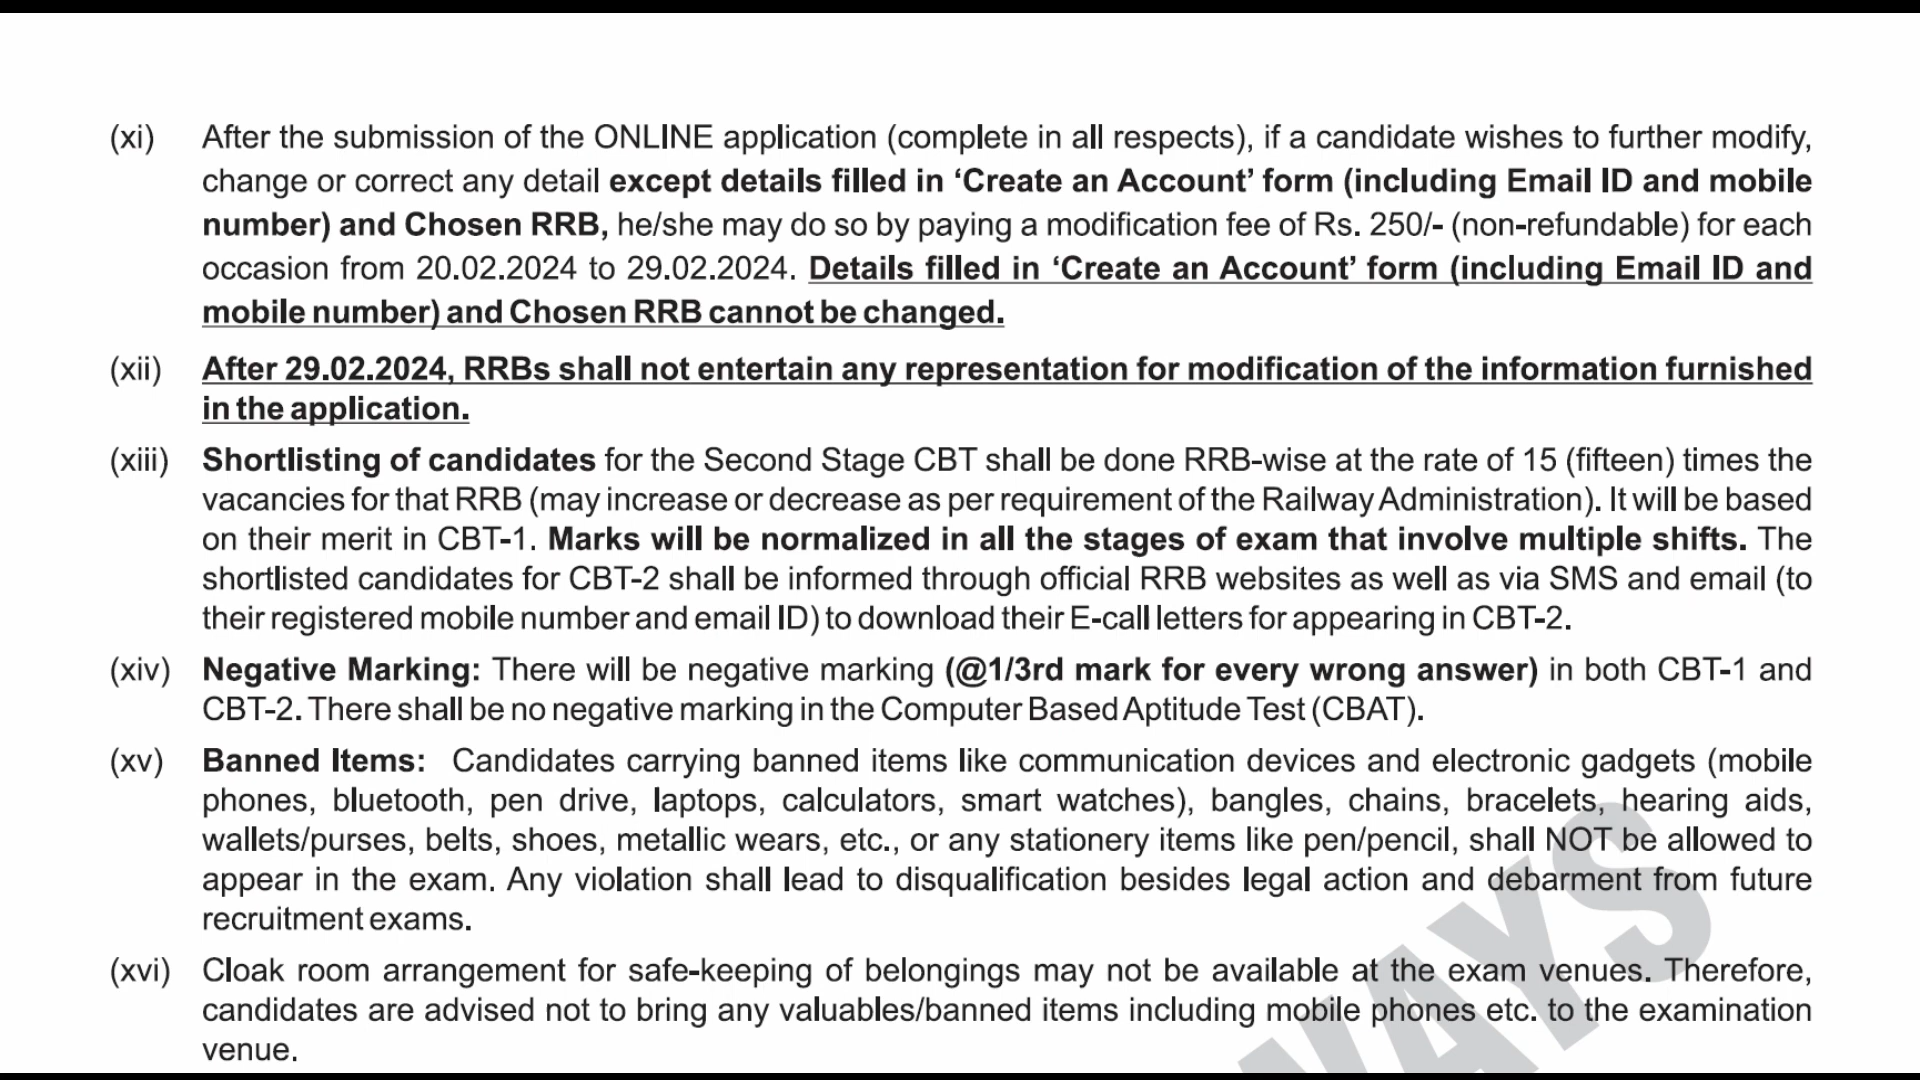 (xi) After the submission of the ONLINE application (complete in all respects), if a candidate wishes to further modify,
change or correct any detail except details filled in ‘Create an Account’ form (including Email ID and mobile
number) and Chosen RRB, he/she may do so by paying a modification fee of Rs. 250/- (non-refundable) for each
occasion from 20.02.2024 to 29.02.2024. Details filled in ‘Create an Account’ form (including Email ID and
mobile number) and Chosen RRB cannot be changed.
(xii) After 29.02.2024, RRBs shall not entertain any representation for modification of the information furnished
in the application.
(xiii) Shortlisting of candidates for the Second Stage CBT shall be done RRB-wise at the rate of 15 (fifteen) times the
vacancies for that RRB (may increase or decrease as per requirement of the Railway Administration). It will be based
on their merit in CBT-1. Marks will be normalized in all the stages of exam that involve multiple shifts. The
shortlisted candidates for CBT-2 shall be informed through official RRB websites as well as via SMS and email (to
their registered mobile number and email ID) to download their E-call letters for appearing in CBT-2.
(xiv) Negative Marking: There will be negative marking (@1/3rd mark for every wrong answer) in both CBT-1 and
CBT-2. There shall be no negative marking in the Computer Based Aptitude Test (CBAT).
(xv) Banned Items: Candidates carrying banned items like communication devices and electronic gadgets (mobile
phones, bluetooth, pen drive, laptops, calculators, smart watches), bangles, chains, bracelets, hearing aids,
wallets/purses, belts, shoes, metallic wears, etc., or any stationery items like pen/pencil, shall NOT be allowed to
appear in the exam. Any violation shall lead to disqualification besides legal action and debarment from future
recruitment exams.
(xvi) Cloak room arrangement for safe-keeping of belongings may not be available at the exam venues. Therefore,
candidates are advised not to bring any valuables/banned items including mobile phones etc. to the examination
venue.
WAYS